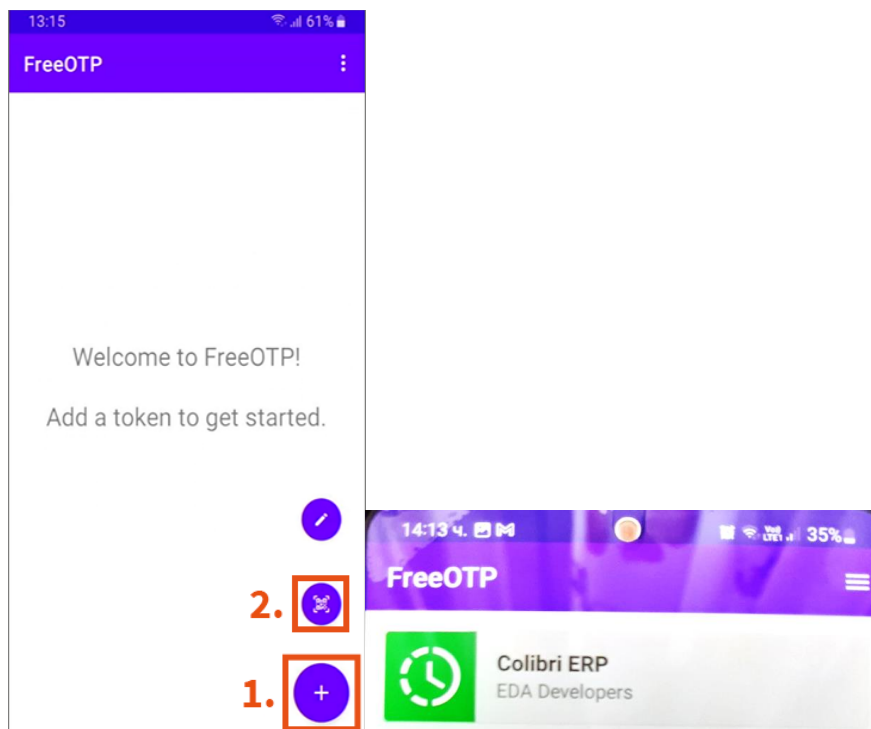 13:15 61%
FreeOTP
Welcome to FreeOTP!
Add a token to get started.
2.
1. +
14:13 ч. VoLTE1 35%
FreeOTP
Colibri ERP
EDA Developers